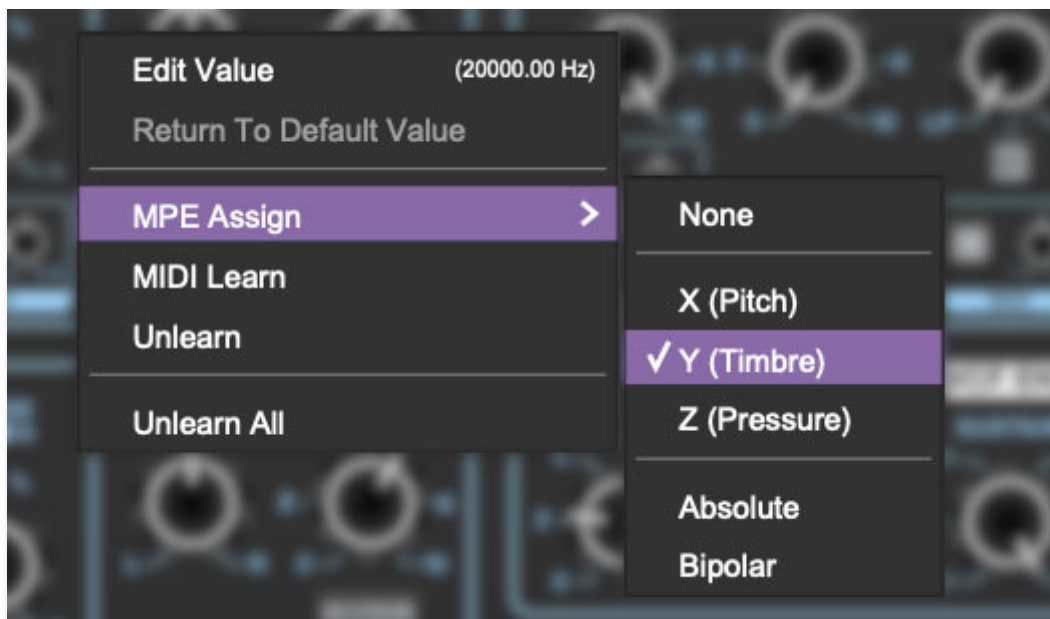 Edit Value (20000.00 Hz)
Return To Default Value
MPE Assign
MIDI Learn
Unlearn
Unlearn All
None
X (Pitch)
Y (Timbre)
Z (Pressure)
Absolute
Bipolar